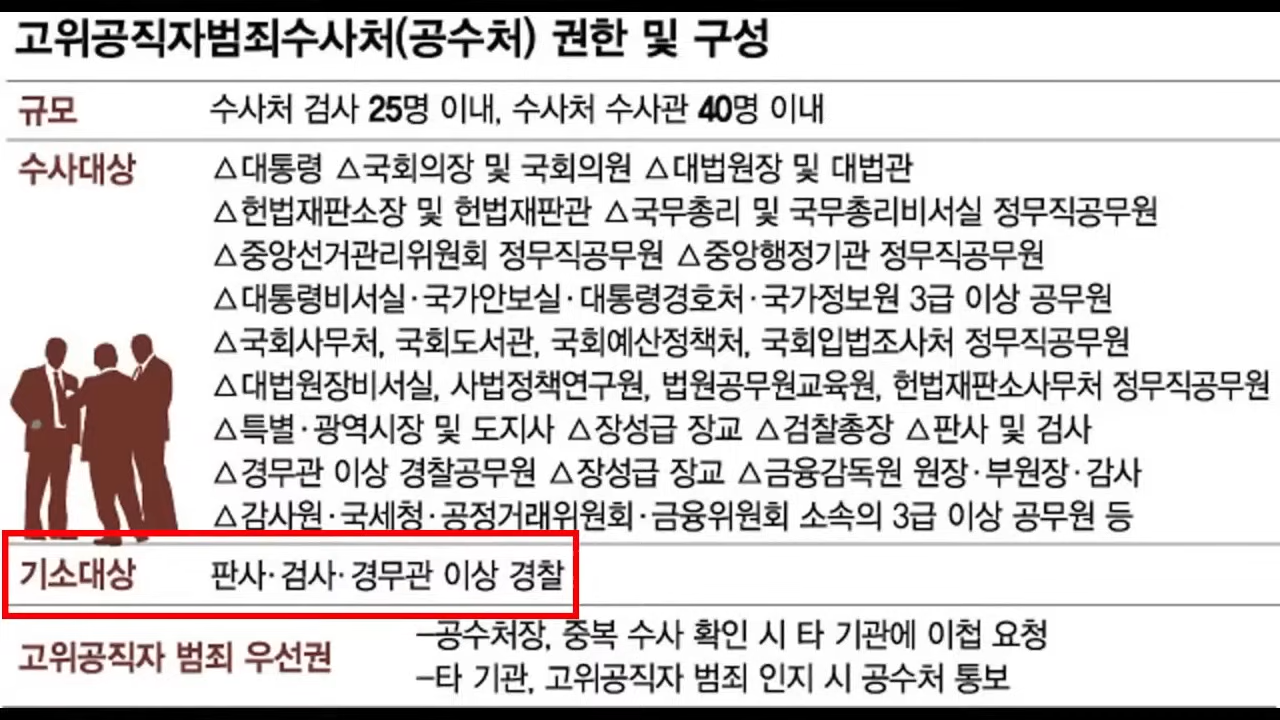 고위공직자범죄수사처(공수처) 권한 및 구성
규모 수사처 검사 25명 이내, 수사처 수사관 40명 이내
수사대상 △대통령 △국회의장 및 국회의원 △대법원장 및 대법관
△헌법재판소장 및 헌법재판관 △국무총리 및 국무총리비서실 정무직공무원
△중앙선거관리위원회 정무직공무원 △중앙행정기관 정무직공무원
△대통령비서실·국가안보실·대통령경호처·국가정보원 3급 이상 공무원
△국회사무처, 국회도서관, 국회예산정책처, 국회입법조사처 정무직공무원
△대법원장비서실, 사법정책연구원, 법원공무원교육원, 헌법재판소사무처 정무직공무원
△특별·광역시장 및 도지사 △장성급 장교 △검찰총장 △판사 및 검사
△경무관 이상 경찰공무원 △장성급 장교 △금융감독원 원장·부원장·감사
△감사원·국세청·공정거래위원회·금융위원회 소속의 3급 이상 공무원 등
기소대상 판사·검사·경무관 이상 경찰
고위공직자 범죄 우선권 –공수처장, 중복 수사 확인 시 타 기관에 이첩 요청
–타 기관, 고위공직자 범죄 인지 시 공수처 통보